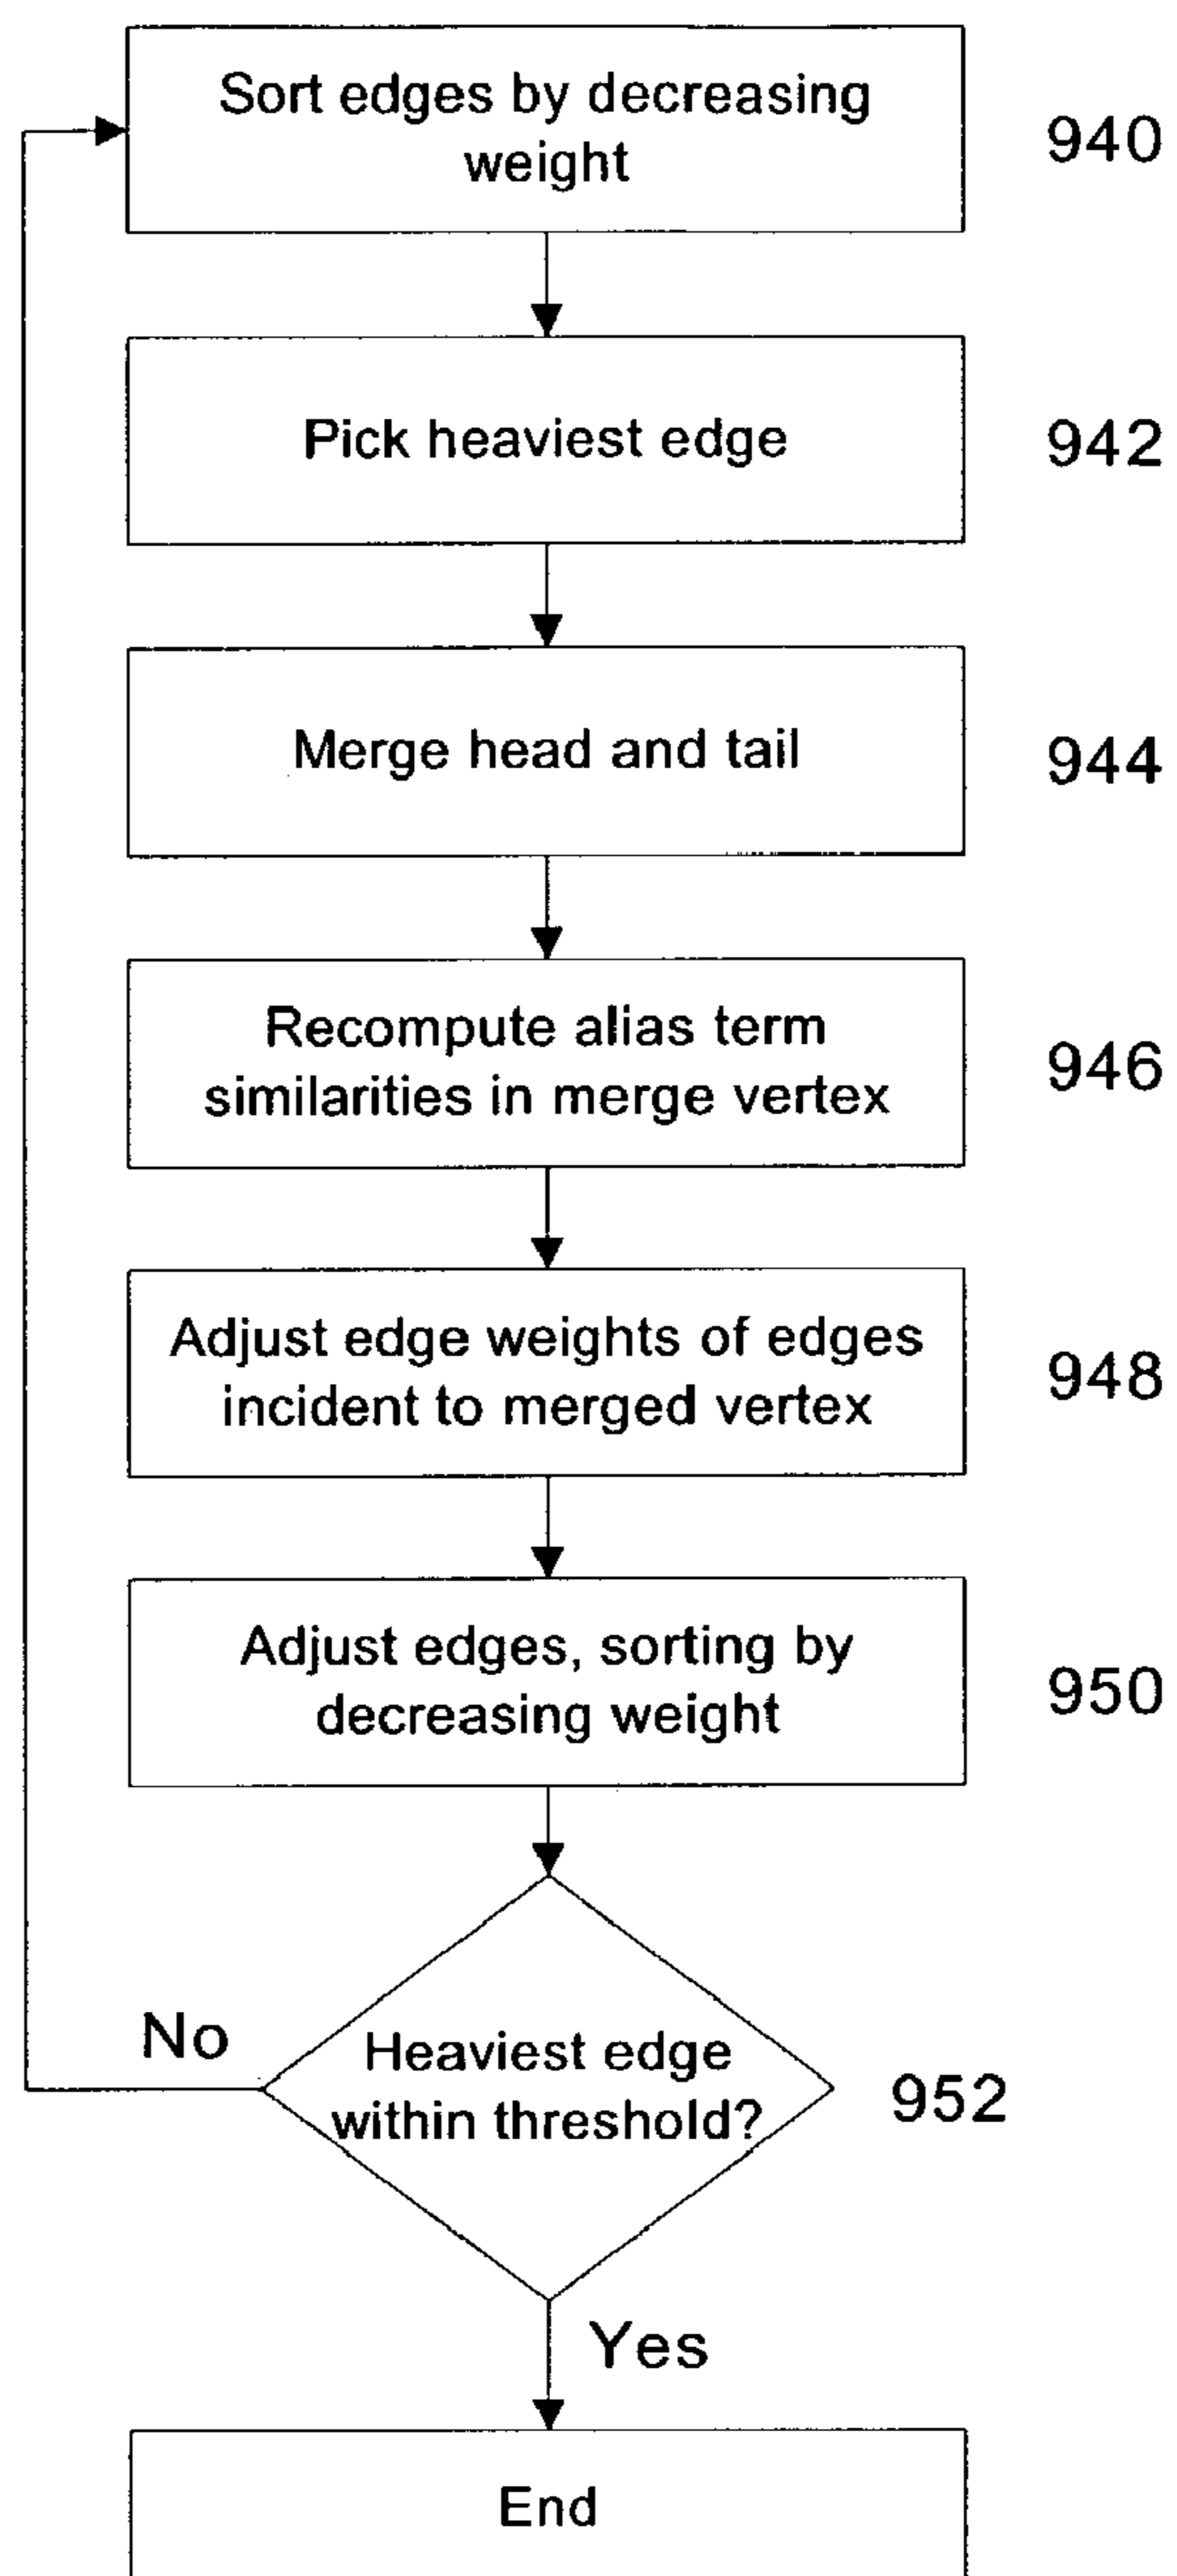 Sort edges by decreasing
weight
940
Pick heaviest edge
942
Merge head and tail
944
Recompute alias term
similarities in merge vertex
946
Adjust edge weights of edges
incident to merged vertex
948
Adjust edges, sorting by
decreasing weight
950
Heaviest edge
within threshold?
952
No
Yes
End